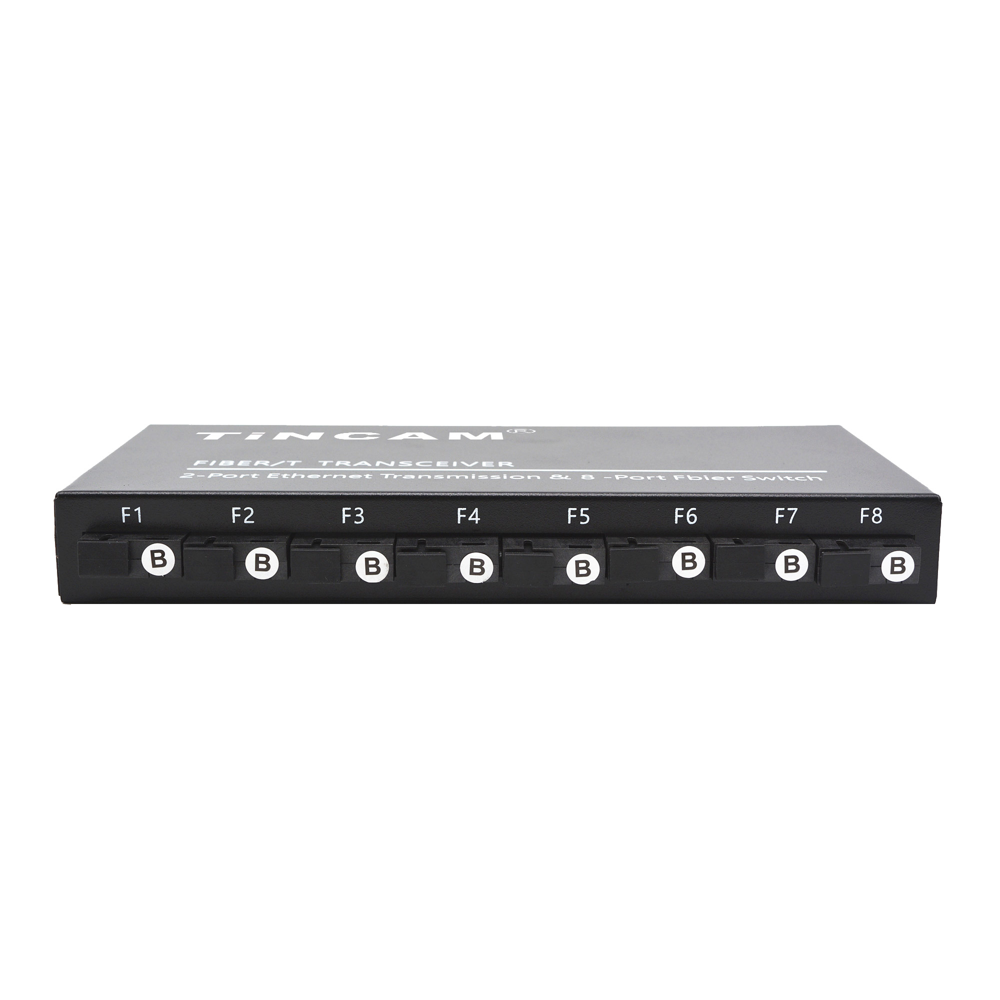 TiNCAM®
FIBER/T TRANSCEIVER
2-Port Ethernet Transmission & 8 -Port Fbier Switch
F1 F2 F3 F4 F5 F6 F7 F8
B B B B B B B B